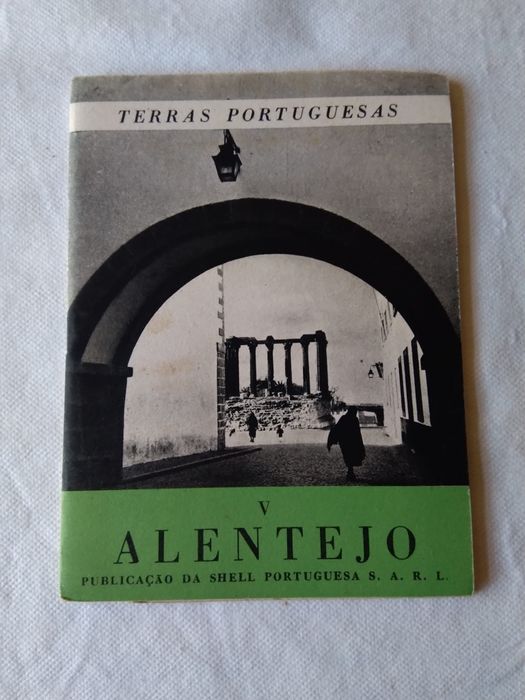 TERRAS PORTUGUESAS
V
ALENTEJO
PUBLICAÇÃO DA SHELL PORTUGUESA S. A. R. L.